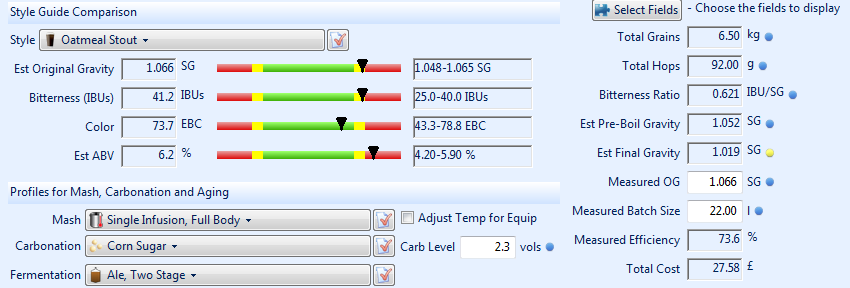 Style Guide Comparison
Style Oatmeal Stout
Est Original Gravity 1.066 SG 1.048-1.065 SG
Bitterness (IBUs) 41.2 IBUs 25.0-40.0 IBUs
Color 73.7 EBC 43.3-78.8 EBC
Est ABV 6.2 % 4.20-5.90 %
Profiles for Mash, Carbonation and Aging
Mash Single Infusion, Full Body Adjust Temp for Equip
Carbonation Corn Sugar Carb Level 2.3 vols
Fermentation Ale, Two Stage
Select Fields - Choose the fields to display
Total Grains 6.50 kg
Total Hops 92.00 g
Bitterness Ratio 0.621 IBU/SG
Est Pre-Boil Gravity 1.052 SG
Est Final Gravity 1.019 SG
Measured OG 1.066 SG
Measured Batch Size 22.00 l
Measured Efficiency 73.6 %
Total Cost 27.58 £